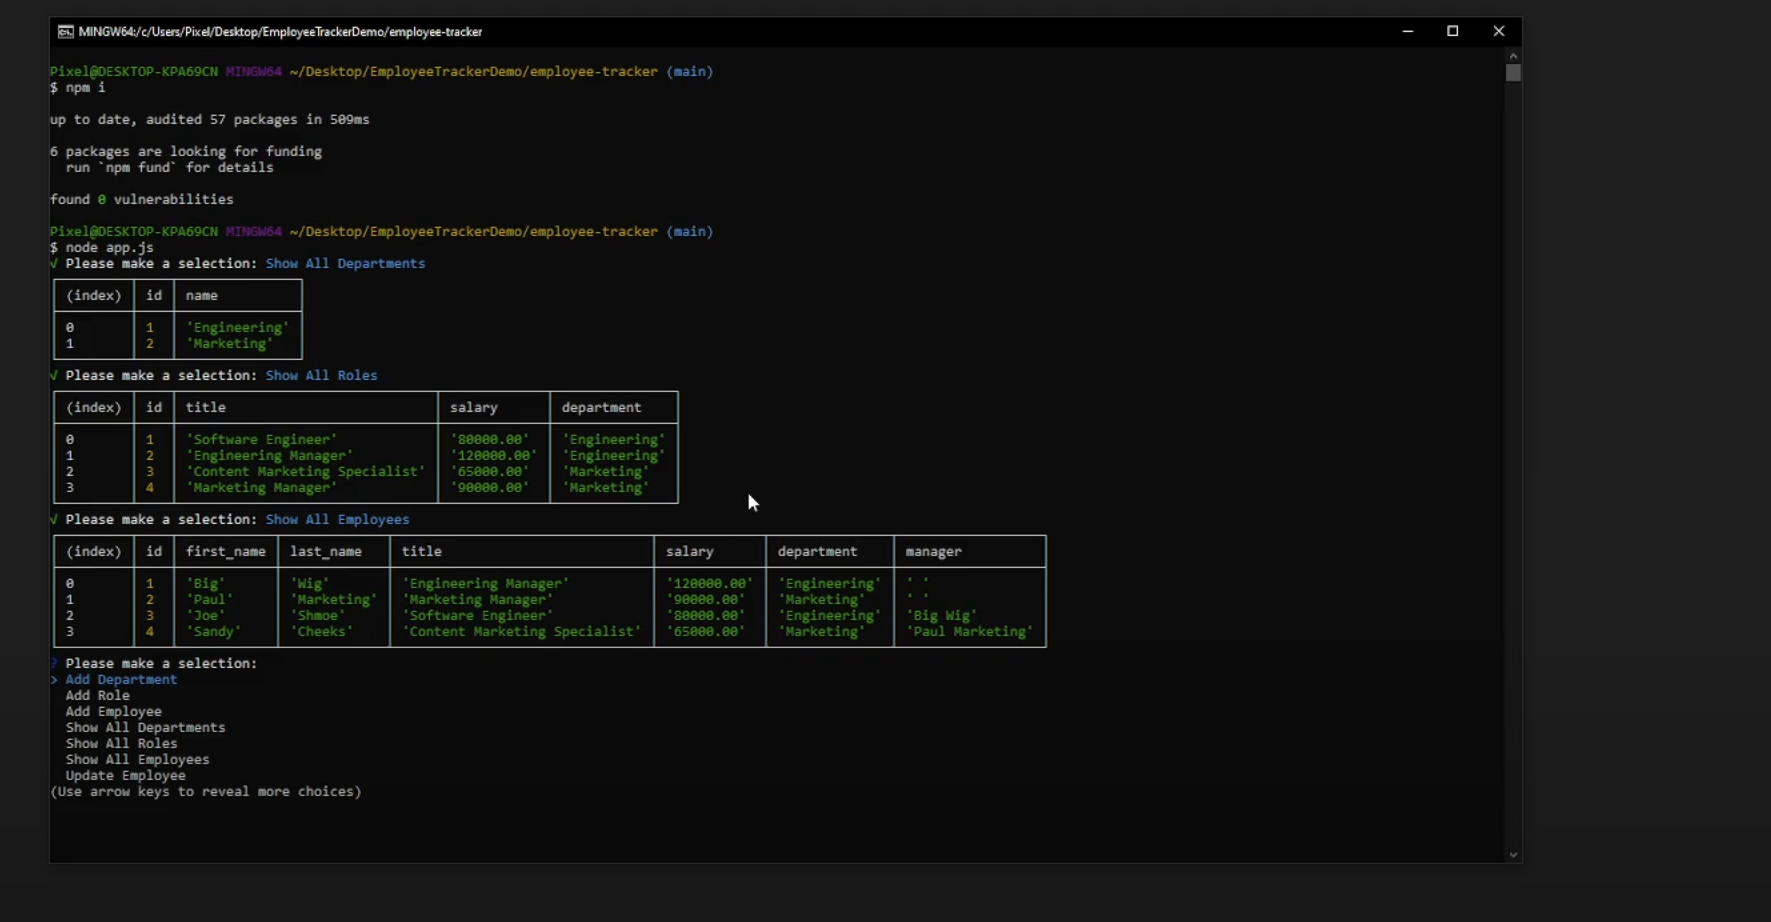 MINGW64:/c/Users/Pixel/Desktop/EmployeeTrackerDemo/employee-tracker
Pixel@DESKTOP-KPA69CN MINGW64 ~/Desktop/EmployeeTrackerDemo/employee-tracker (main)
$ npm i
up to date, audited 57 packages in 509ms
6 packages are looking for funding
run `npm fund` for details
found 0 vulnerabilities
Pixel@DESKTOP-KPA69CN MINGW64 ~/Desktop/EmployeeTrackerDemo/employee-tracker (main)
$ node app.js
√ Please make a selection: Show All Departments
(index) id name
0 1 'Engineering'
1 2 'Marketing'
√ Please make a selection: Show All Roles
(index) id title salary department
0 1 'Software Engineer' '80000.00' 'Engineering'
1 2 'Engineering Manager' '120000.00' 'Engineering'
2 3 'Content Marketing Specialist' '65000.00' 'Marketing'
3 4 'Marketing Manager' '90000.00' 'Marketing'
√ Please make a selection: Show All Employees
(index) id first_name last_name title salary department manager
0 1 'Big' 'Wig' 'Engineering Manager' '120000.00' 'Engineering' ' '
1 2 'Paul' 'Marketing' 'Marketing Manager' '90000.00' 'Marketing' ' '
2 3 'Joe' 'Shmoe' 'Software Engineer' '80000.00' 'Engineering' 'Big Wig'
3 4 'Sandy' 'Cheeks' 'Content Marketing Specialist' '65000.00' 'Marketing' 'Paul Marketing'
? Please make a selection:
> Add Department
Add Role
Add Employee
Show All Departments
Show All Roles
Show All Employees
Update Employee
(Use arrow keys to reveal more choices)